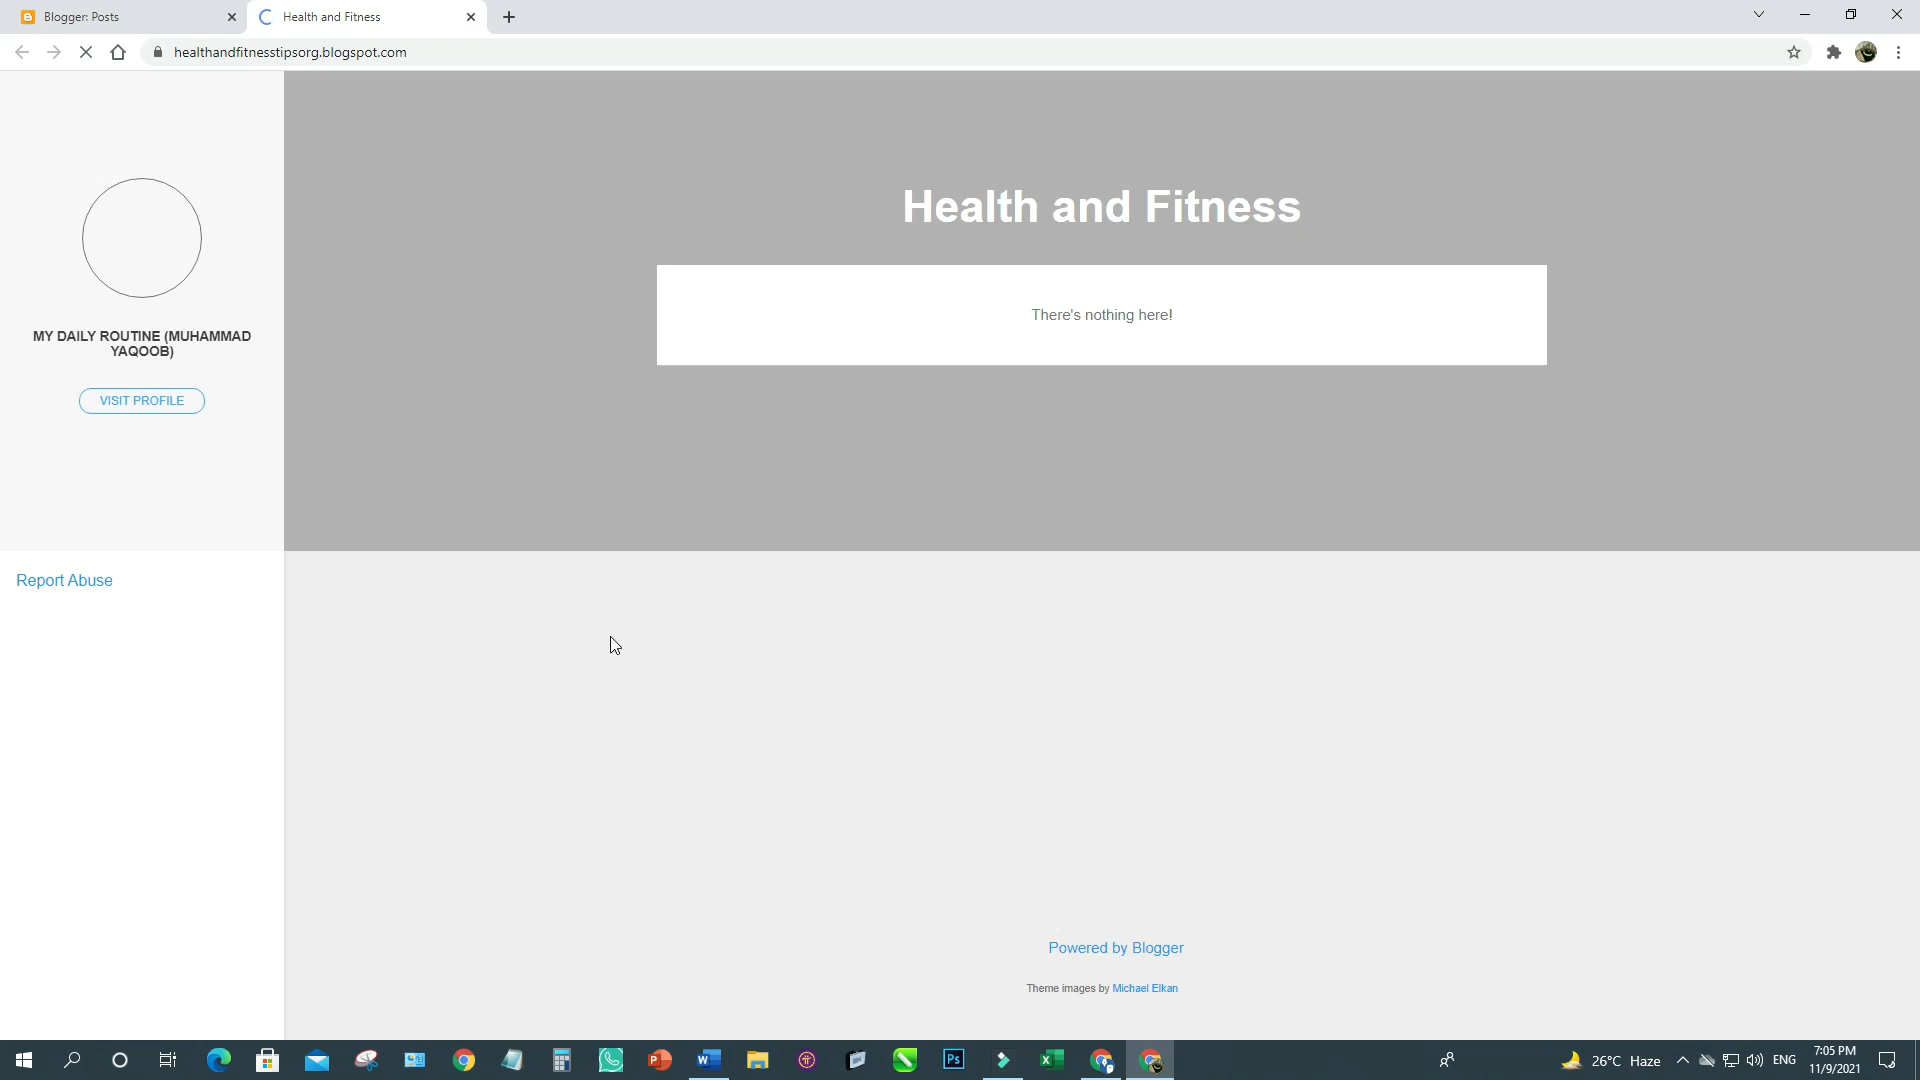 Blogger: Posts
Health and Fitness
healthandfitnesstipsorg.blogspot.com
Health and Fitness
There's nothing here!
MY DAILY ROUTINE (MUHAMMAD
YAQOOB)
VISIT PROFILE
Report Abuse
Powered by Blogger
Theme images by Michael Elkan
26°C Haze
ENG
7:05 PM
11/9/2021